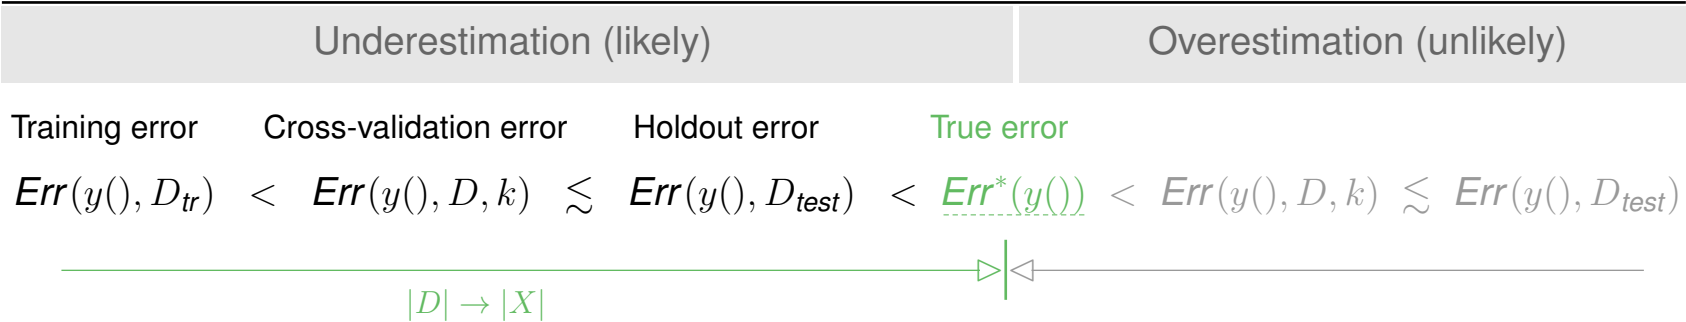 Underestimation (likely) Overestimation (unlikely)
Training error Cross-validation error Holdout error True error
Err(y(), D_tr) < Err(y(), D, k) ≲ Err(y(), D_test) < Err*(y()) < Err(y(), D, k) ≲ Err(y(), D_test)
|D| → |X|